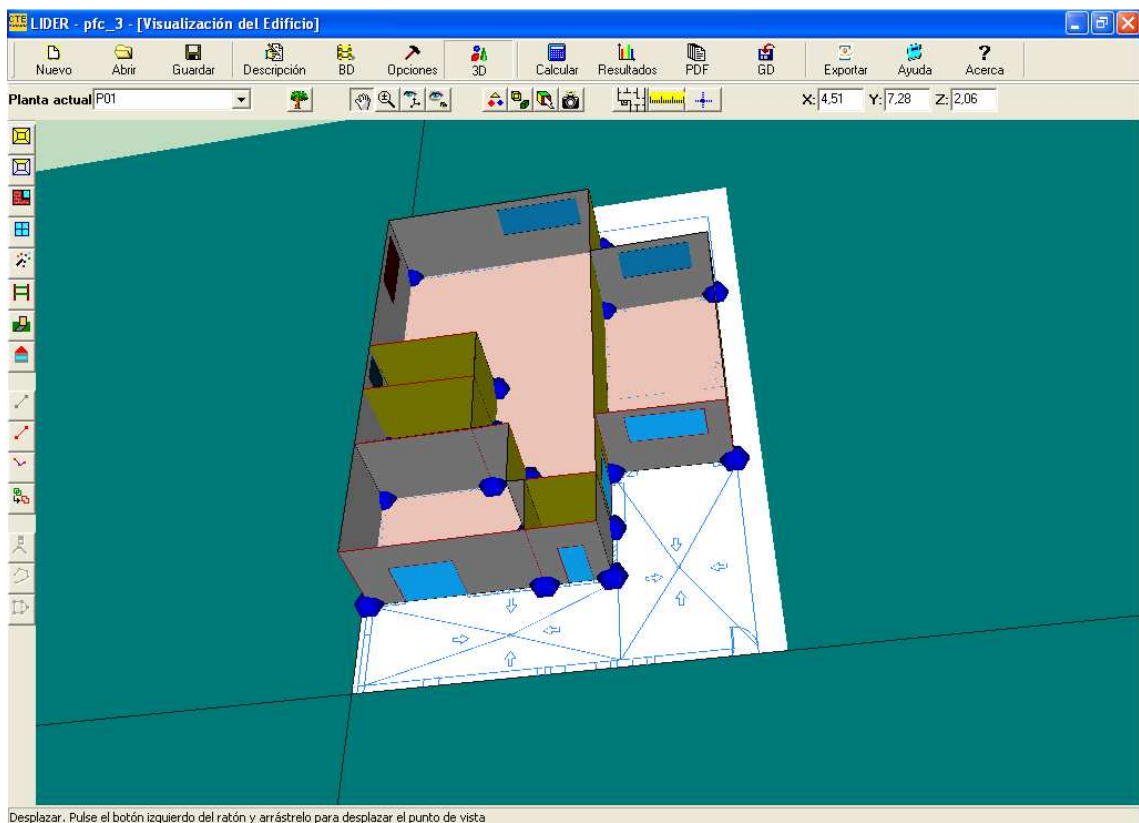 CTE LIDER - pfc_3 - [Visualización del Edificio]
Nuevo Abrir Guardar Descripción BD Opciones 3D Calcular Resultados PDF GD Exportar Ayuda Acerca
Planta actual P01 X: 4,51 Y: 7,28 Z: 2,06
Desplazar. Pulse el botón izquierdo del ratón y arrástrelo para desplazar el punto de vista